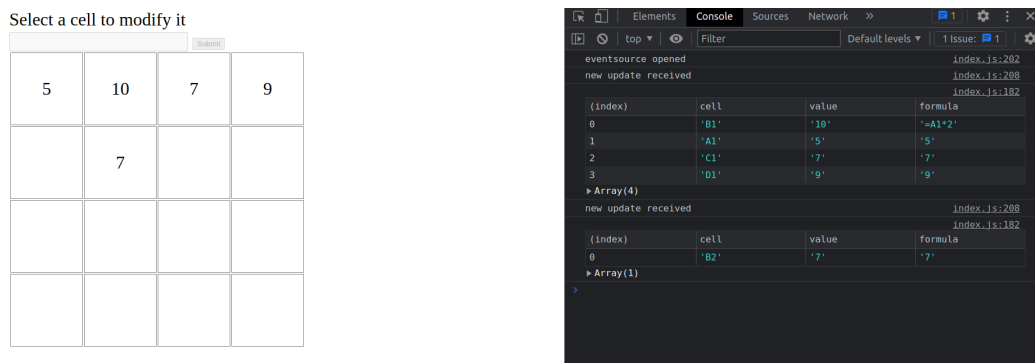 Select a cell to modify it
Submit
5 10 7 9
7
Elements Console Sources Network » 1
top ▼ Filter Default levels ▼ 1 Issue: 1
eventsource opened index.js:202
new update received index.js:208
index.js:182
(index) cell value formula
0 'B1' '10' '=A1*2'
1 'A1' '5' '5'
2 'C1' '7' '7'
3 'D1' '9' '9'
▶ Array(4)
new update received index.js:208
index.js:182
(index) cell value formula
0 'B2' '7' '7'
▶ Array(1)